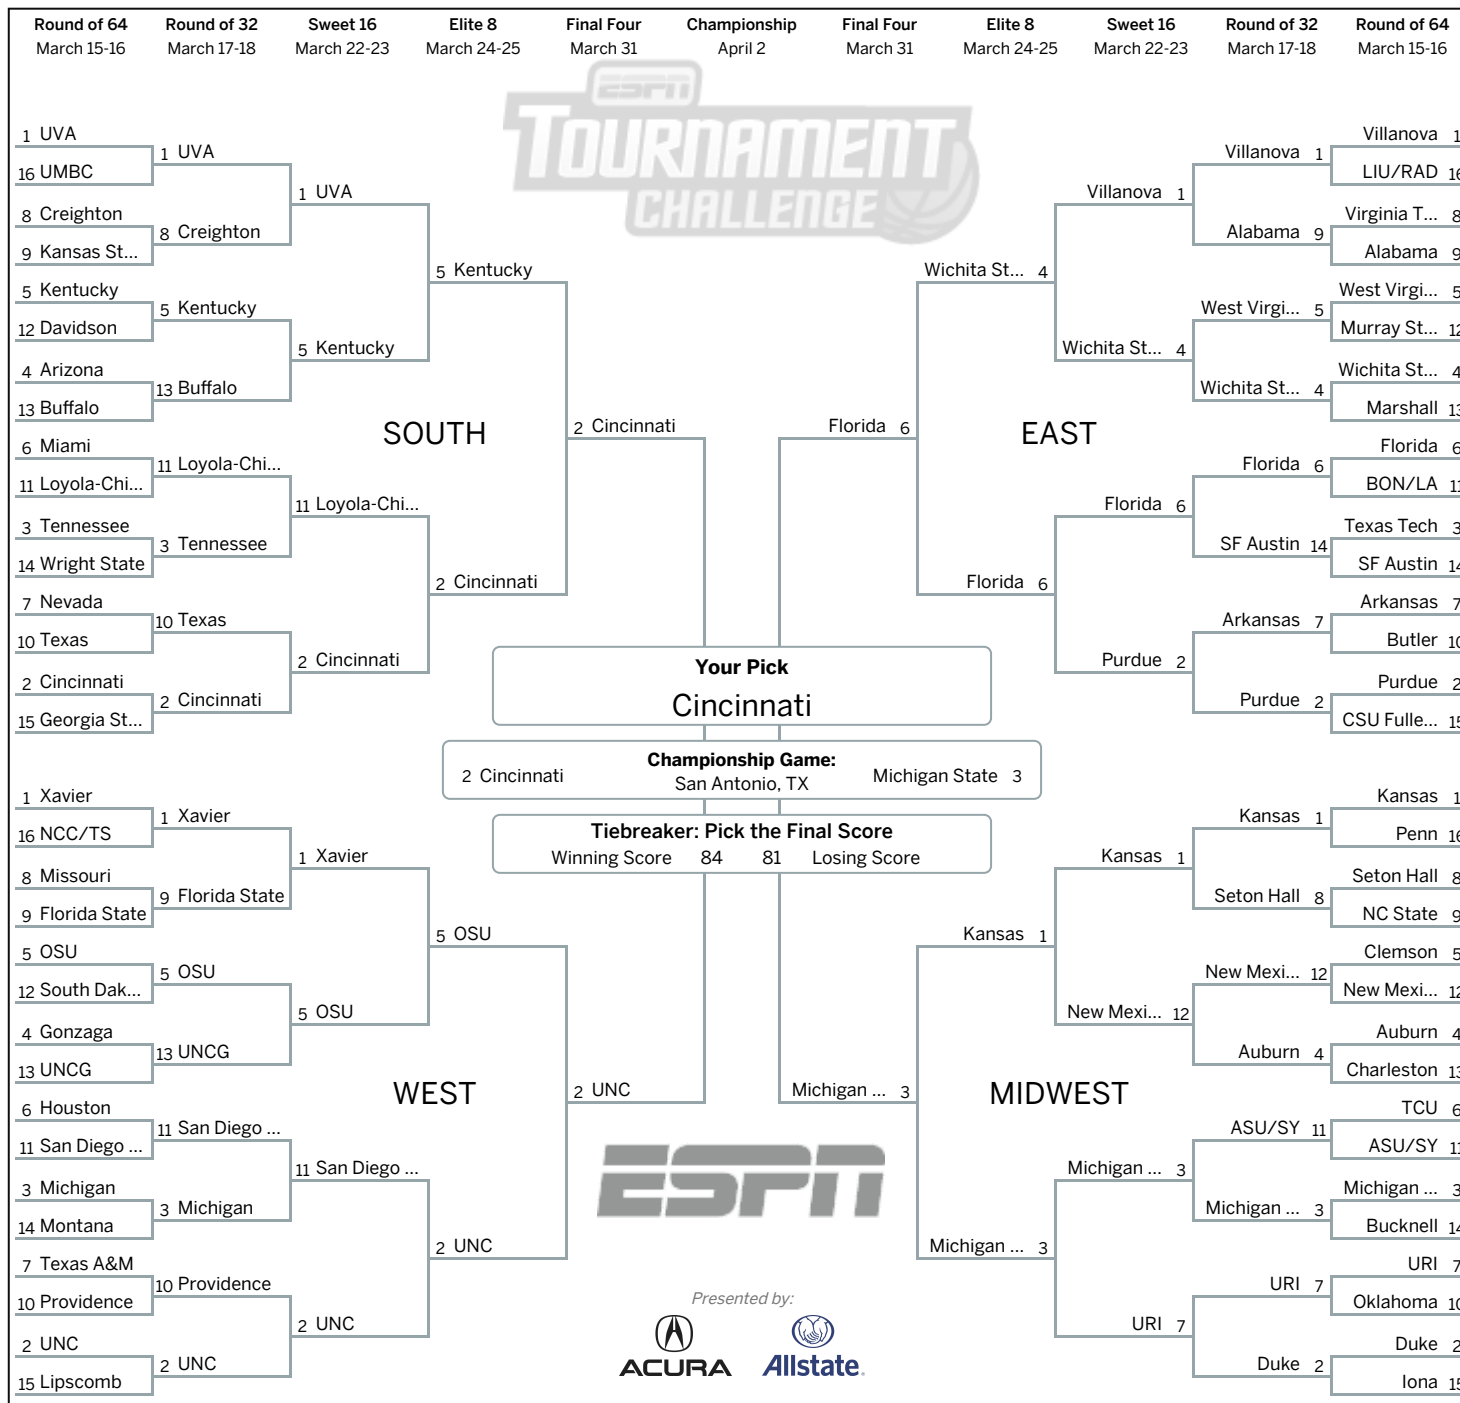 Round of 64 Round of 32 Sweet 16 Elite 8 Final Four Championship Final Four Elite 8 Sweet 16 Round of 32 Round of 64
March 15-16 March 17-18 March 22-23 March 24-25 March 31 April 2 March 31 March 24-25 March 22-23 March 17-18 March 15-16
ESPN
TOURNAMENT
CHALLENGE
1 UVA
16 UMBC
8 Creighton
9 Kansas St...
5 Kentucky
12 Davidson
4 Arizona
13 Buffalo
6 Miami
11 Loyola-Chi...
3 Tennessee
14 Wright State
7 Nevada
10 Texas
2 Cincinnati
15 Georgia St...
1 UVA
8 Creighton
5 Kentucky
13 Buffalo
11 Loyola-Chi...
3 Tennessee
10 Texas
2 Cincinnati
1 UVA
5 Kentucky
11 Loyola-Chi...
2 Cincinnati
5 Kentucky
2 Cincinnati
2 Cincinnati
SOUTH
Villanova 1
LIU/RAD 16
Virginia T... 8
Alabama 9
West Virgi... 5
Murray St... 12
Wichita St... 4
Marshall 13
Florida 6
BON/LA 11
Texas Tech 3
SF Austin 14
Arkansas 7
Butler 10
Purdue 2
CSU Fulle... 15
Villanova 1
Alabama 9
West Virgi... 5
Wichita St... 4
Florida 6
SF Austin 14
Arkansas 7
Purdue 2
Villanova 1
Wichita St... 4
Florida 6
Purdue 2
Wichita St... 4
Florida 6
Florida 6
EAST
Your Pick
Cincinnati
Championship Game:
2 Cincinnati San Antonio, TX Michigan State 3
Tiebreaker: Pick the Final Score
Winning Score 84 81 Losing Score
1 Xavier
16 NCC/TS
8 Missouri
9 Florida State
5 OSU
12 South Dak...
4 Gonzaga
13 UNCG
6 Houston
11 San Diego ...
3 Michigan
14 Montana
7 Texas A&M
10 Providence
2 UNC
15 Lipscomb
1 Xavier
9 Florida State
5 OSU
13 UNCG
11 San Diego ...
3 Michigan
10 Providence
2 UNC
1 Xavier
5 OSU
11 San Diego ...
2 UNC
5 OSU
2 UNC
2 UNC
WEST
Kansas 1
Penn 16
Seton Hall 8
NC State 9
Clemson 5
New Mexi... 12
Auburn 4
Charleston 13
TCU 6
ASU/SY 11
Michigan ... 3
Bucknell 14
URI 7
Oklahoma 10
Duke 2
Iona 15
Kansas 1
Seton Hall 8
New Mexi... 12
Auburn 4
ASU/SY 11
Michigan ... 3
URI 7
Duke 2
Kansas 1
New Mexi... 12
Michigan ... 3
URI 7
Kansas 1
Michigan ... 3
Michigan ... 3
MIDWEST
ESPN
Presented by:
ACURA
Allstate.